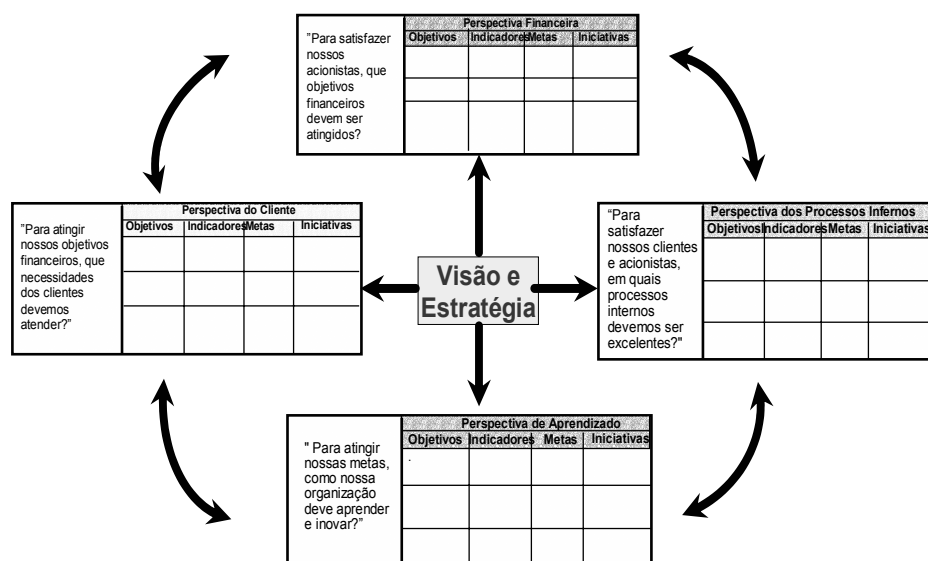 Perspectiva Financeira
Objetivos Indicadores Metas Iniciativas
"Para satisfazer
nossos
acionistas, que
objetivos
financeiros
devem ser
atingidos?
Perspectiva do Cliente
Objetivos Indicadores Metas Iniciativas
"Para atingir
nossos objetivos
financeiros, que
necessidades
dos clientes
devemos
atender?"
Visão e
Estratégia
Perspectiva dos Processos Infernos
Objetivos Indicadores Metas Iniciativas
"Para
satisfazer
nossos clientes
e acionistas,
em quais
processos
internos
devemos ser
excelentes?"
Perspectiva de Aprendizado
Objetivos Indicadores Metas Iniciativas
" Para atingir
nossas metas,
como nossa
organização
deve aprender
e inovar?"